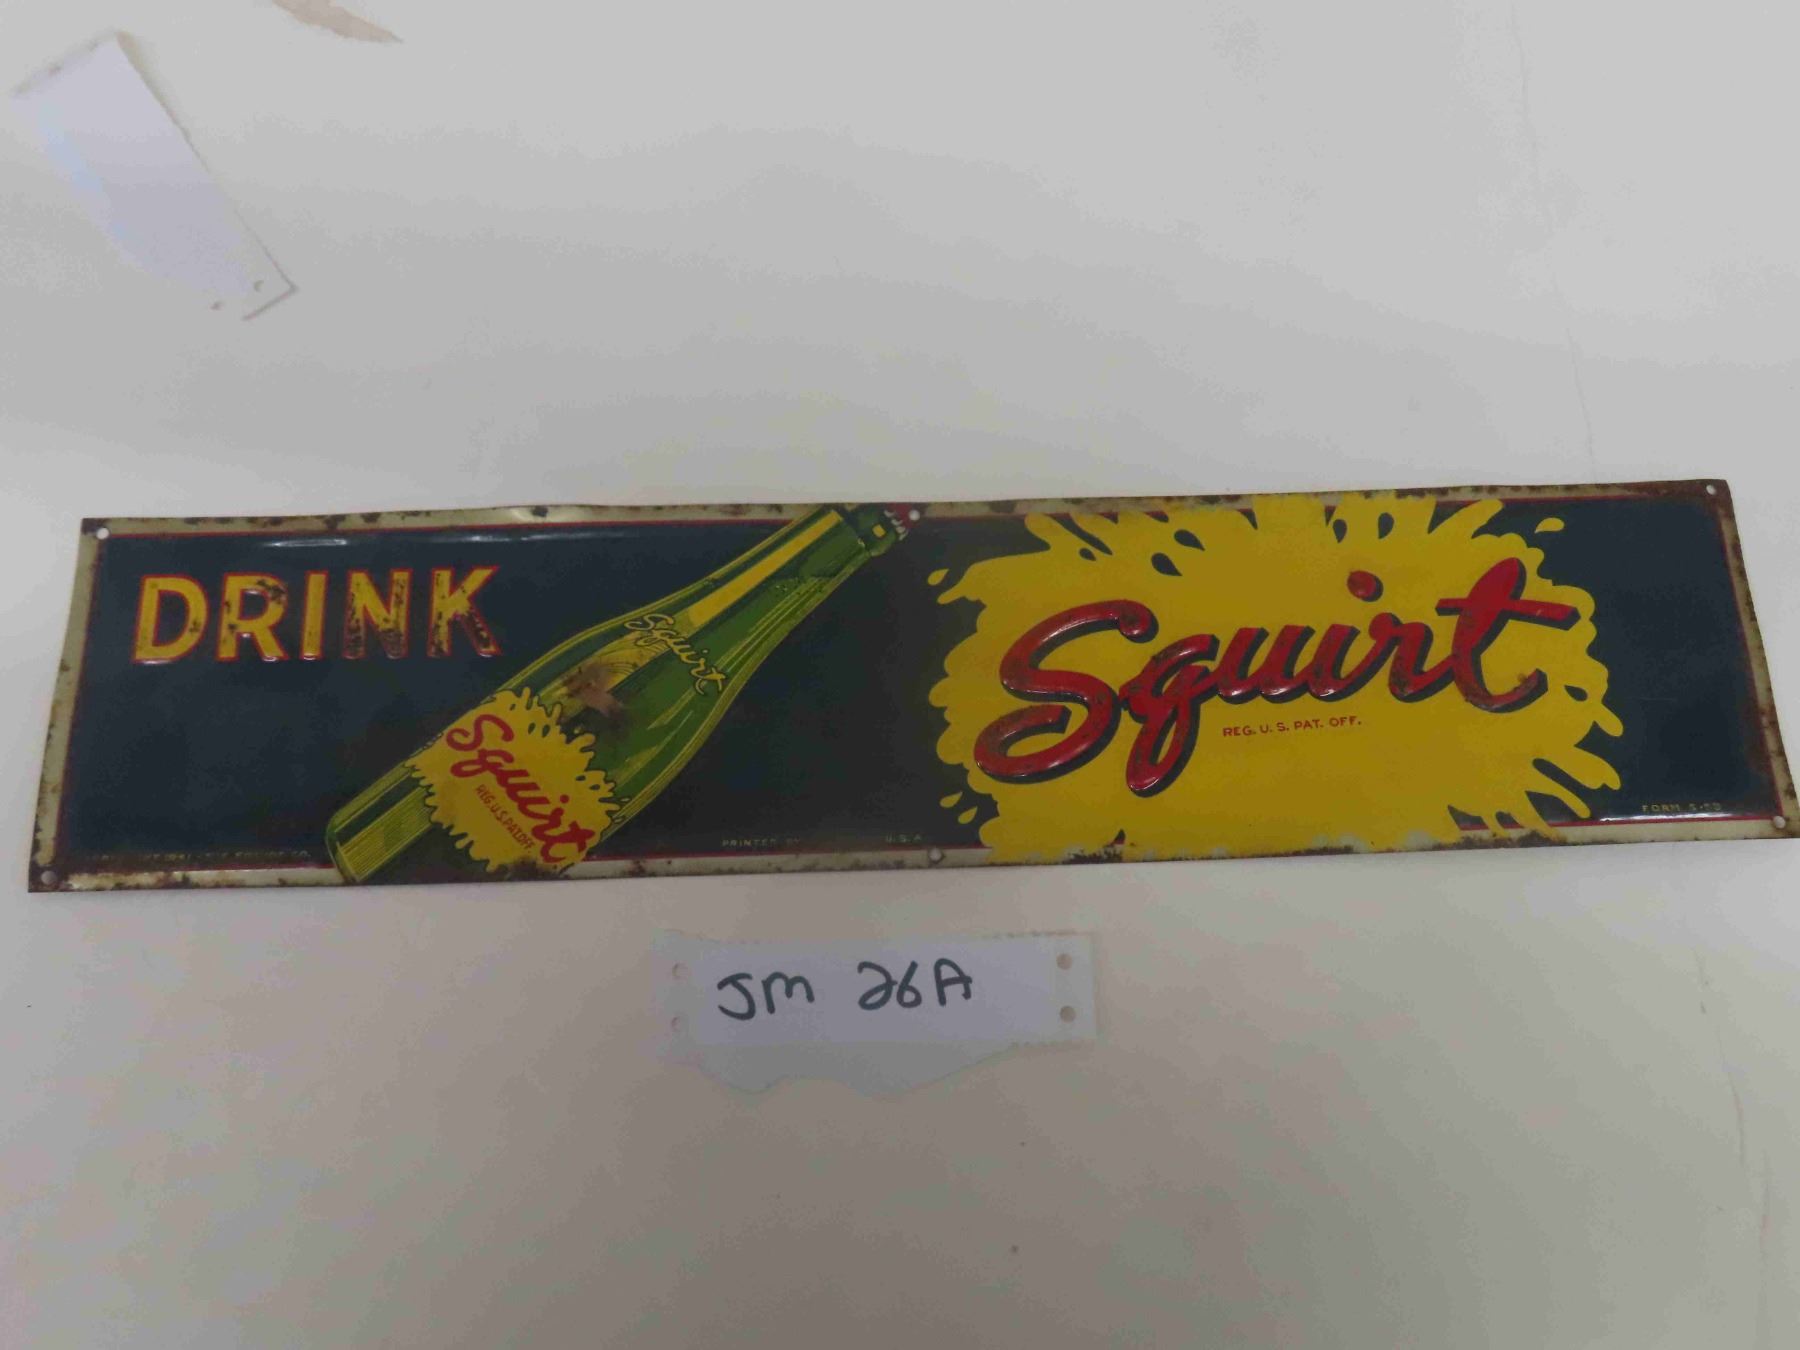 DRINK
Squirt
Squirt
REG. U.S. PAT. OFF.
Squirt
REG. U. S. PAT. OFF.
PRINTED
U. S. A.
FORM
JM 26A